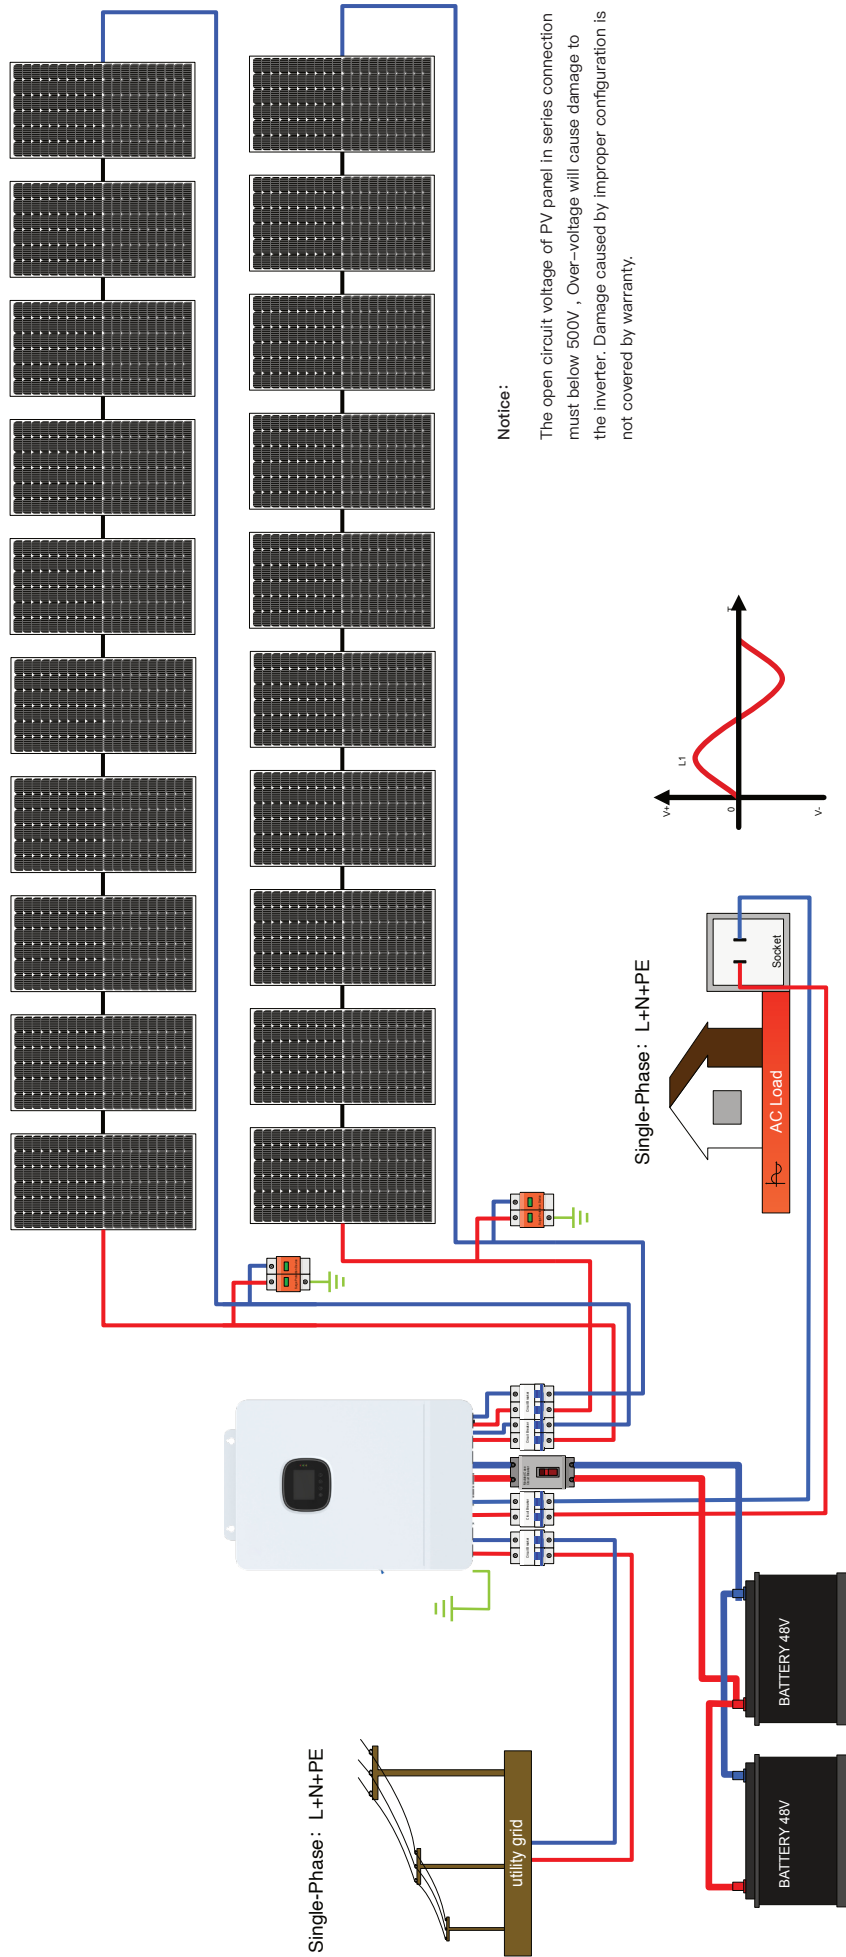 Single-Phase: L+N+PE
utility grid
BATTERY 48V
BATTERY 48V
Single-Phase: L+N+PE
AC Load
Socket
V+
L1
0
T
V-
Notice:
The open circuit voltage of PV panel in series connection
must below 500V , Over-voltage will cause damage to
the inverter. Damage caused by improper configuration is
not covered by warranty.